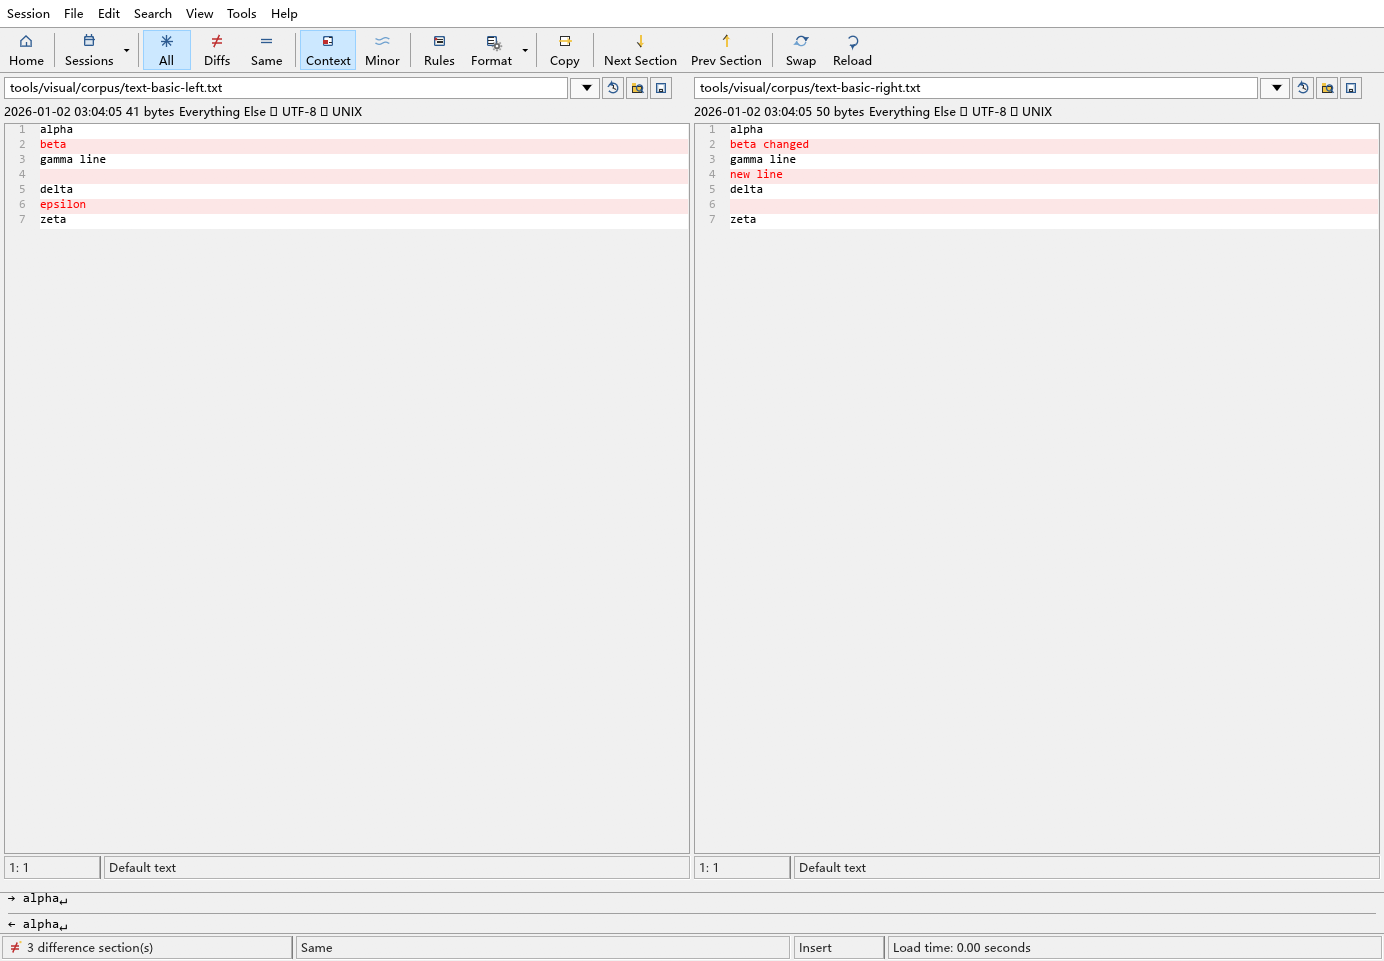 Session File Edit Search View Tools Help
Home Sessions All Diffs Same Context Minor Rules Format Copy Next Section Prev Section Swap Reload
tools/visual/corpus/text-basic-left.txt
2026-01-02 03:04:05 41 bytes Everything Else UTF-8 UNIX
1 alpha
2 beta
3 gamma line
4
5 delta
6 epsilon
7 zeta
1: 1 Default text
tools/visual/corpus/text-basic-right.txt
2026-01-02 03:04:05 50 bytes Everything Else UTF-8 UNIX
1 alpha
2 beta changed
3 gamma line
4 new line
5 delta
6
7 zeta
1: 1 Default text
→ alpha↵
← alpha↵
≠ 3 difference section(s) Same Insert Load time: 0.00 seconds